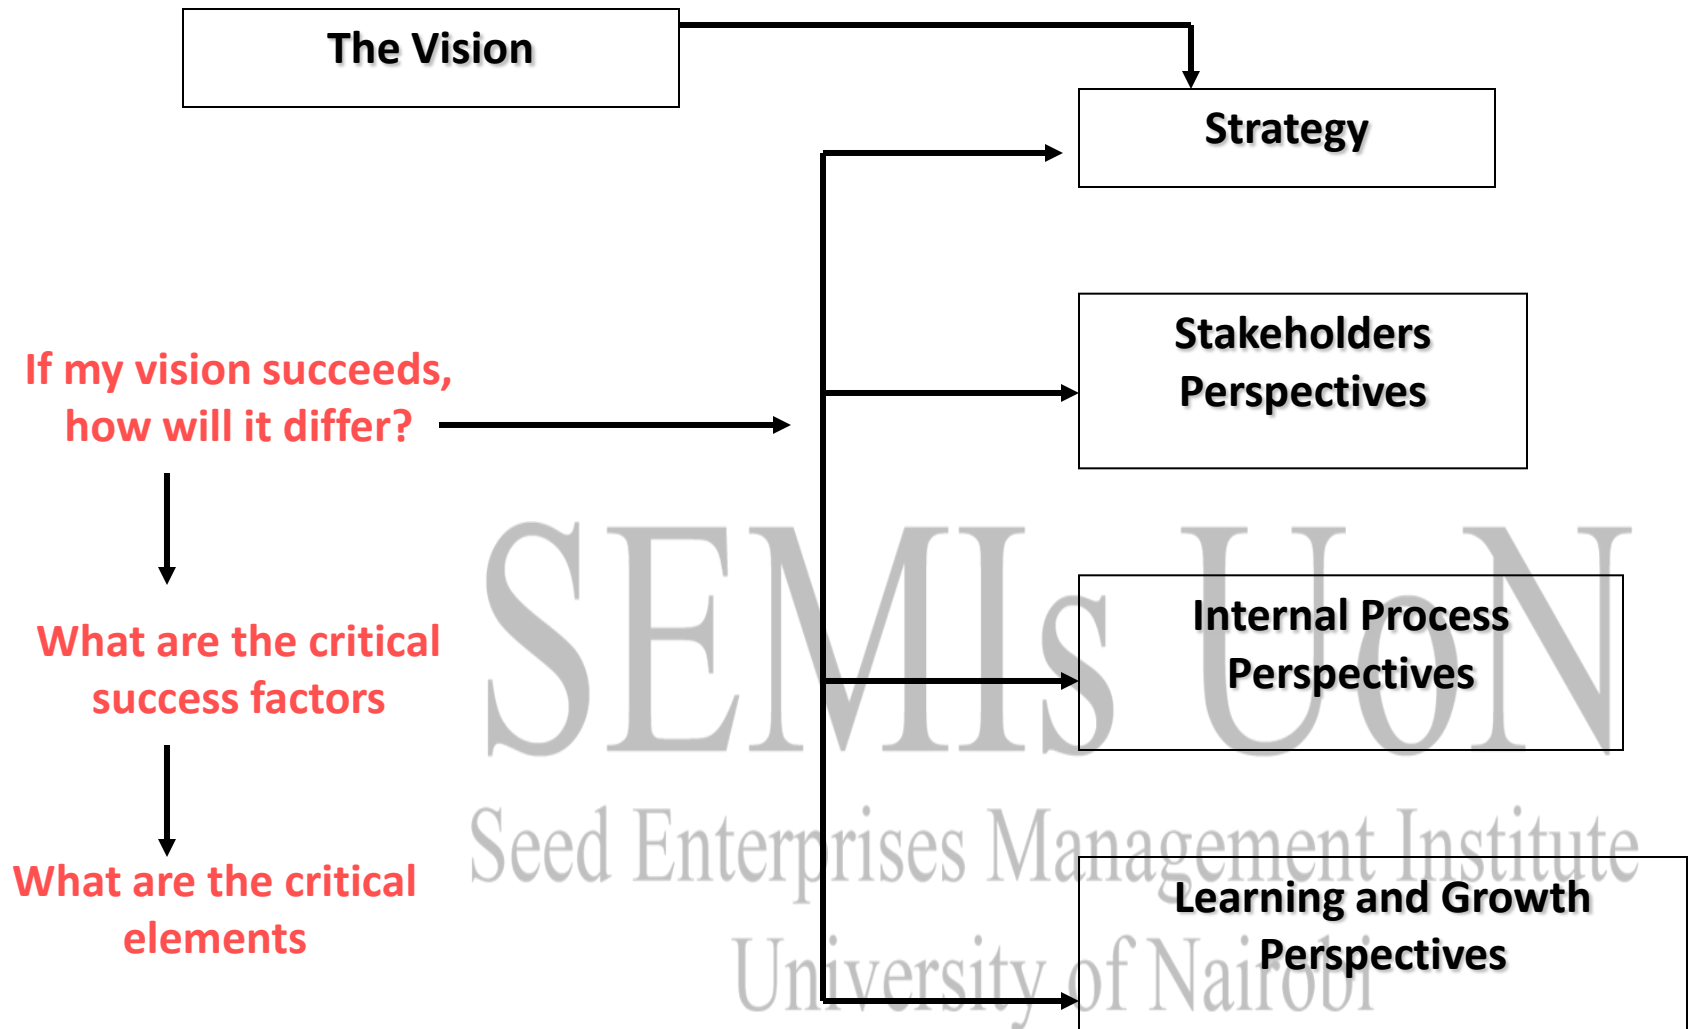 The Vision
Strategy
If my vision succeeds,
how will it differ?
Stakeholders
Perspectives
What are the critical
success factors
Internal Process
Perspectives
What are the critical
elements
Learning and Growth
Perspectives
SEMIs UoN
Seed Enterprises Management Institute
University of Nairobi